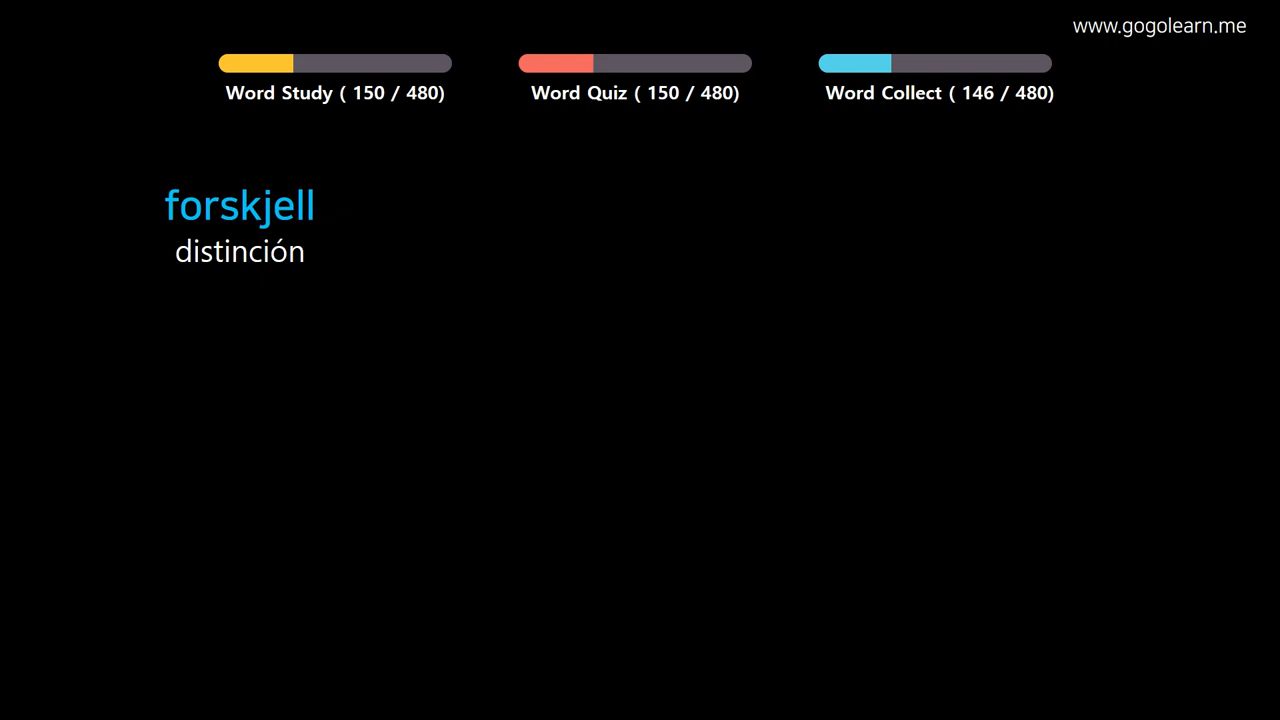 www.gogolearn.me
Word Study ( 150 / 480)
Word Quiz ( 150 / 480)
Word Collect ( 146 / 480)
forskjell
distinción